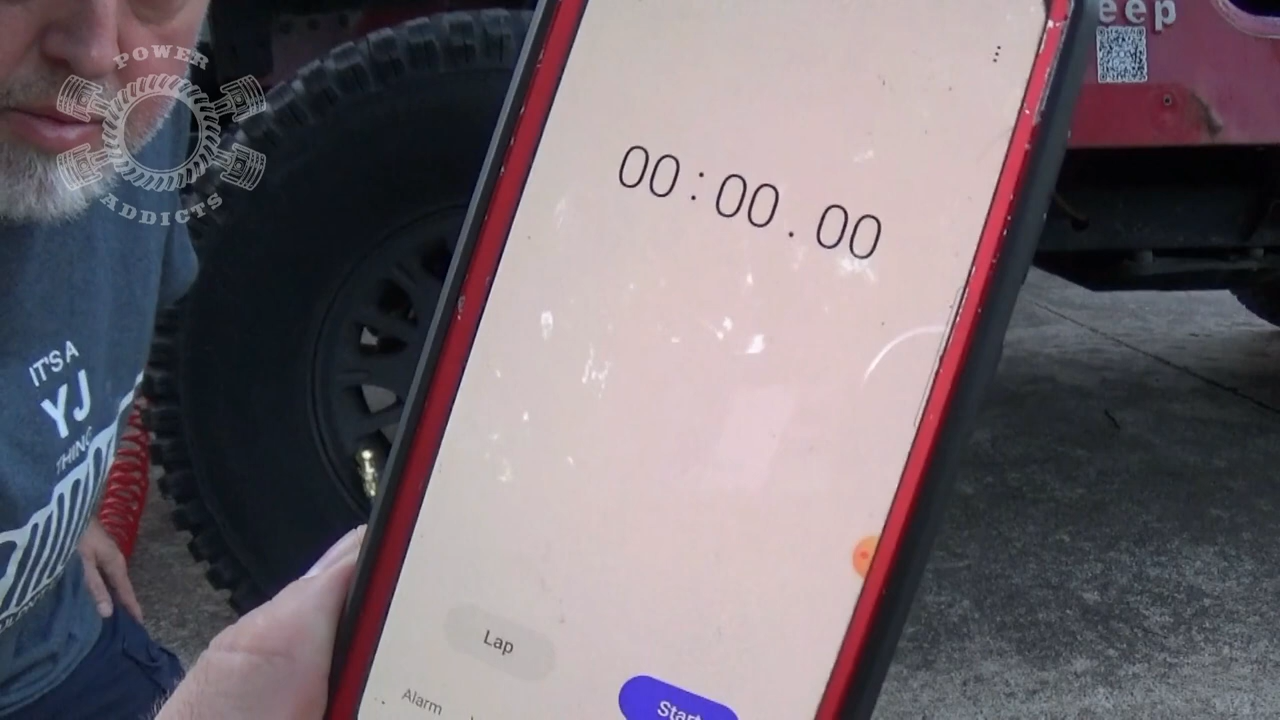 POWER
ADDICTS
eep
00:00.00
IT'S A
YJ
THING
Lap
Start
Alarm